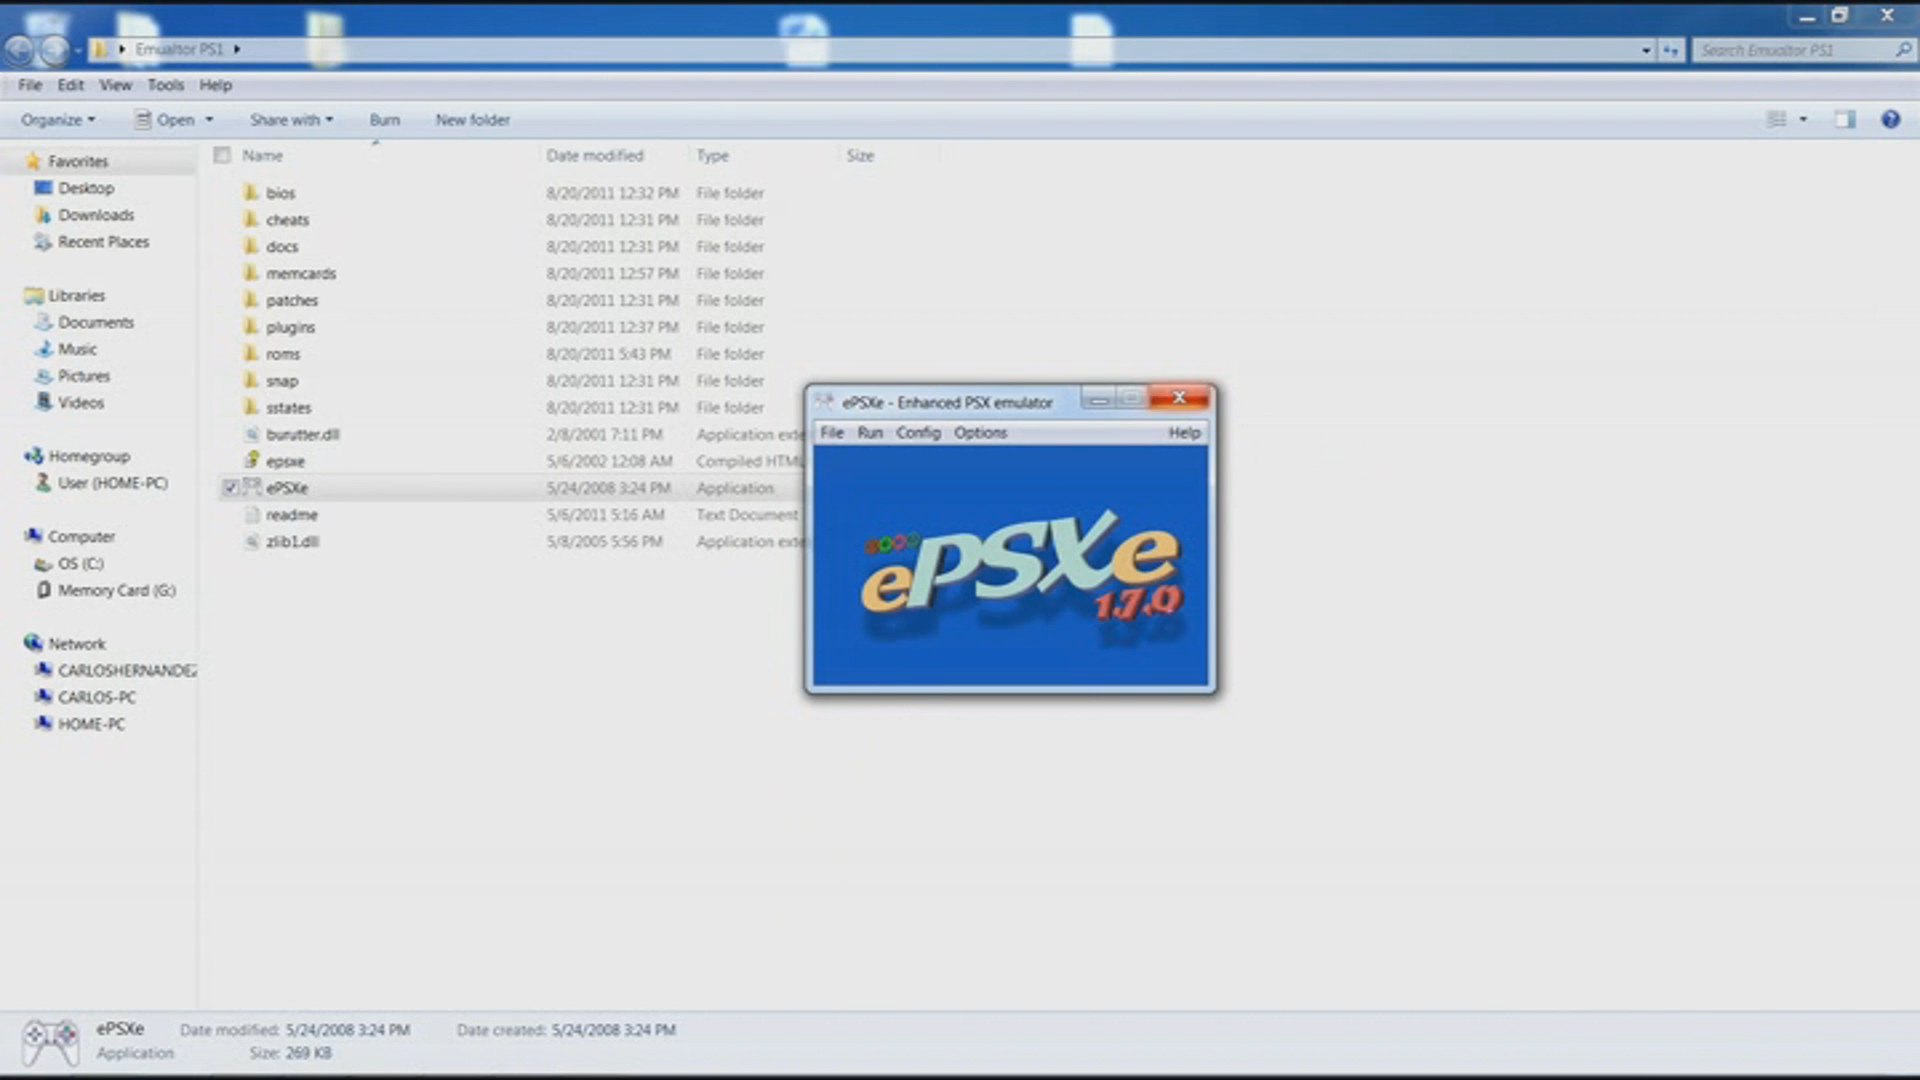 Emualtor PS1
Search Emualtor PS1
File Edit View Tools Help
Organize Open Share with Burn New folder
Name Date modified Type Size
Favorites
Desktop
Downloads
Recent Places
Libraries
Documents
Music
Pictures
Videos
Homegroup
User (HOME-PC)
Computer
OS (C:)
Memory Card (G:)
Network
CARLOSHERNANDEZ
CARLOS-PC
HOME-PC
bios 8/20/2011 12:32 PM File folder
cheats 8/20/2011 12:31 PM File folder
docs 8/20/2011 12:31 PM File folder
memcards 8/20/2011 12:57 PM File folder
patches 8/20/2011 12:31 PM File folder
plugins 8/20/2011 12:37 PM File folder
roms 8/20/2011 5:43 PM File folder
snap 8/20/2011 12:31 PM File folder
sstates 8/20/2011 12:31 PM File folder
burutter.dll 2/8/2001 7:11 PM Application exte
epsxe 5/6/2002 12:08 AM Compiled HTML
ePSXe 5/24/2008 3:24 PM Application
readme 5/6/2011 5:16 AM Text Document
zlib1.dll 5/8/2005 5:56 PM Application exte
ePSXe - Enhanced PSX emulator
File Run Config Options Help
ePSXe
1.7.0
ePSXe Date modified: 5/24/2008 3:24 PM Date created: 5/24/2008 3:24 PM
Application Size: 269 KB